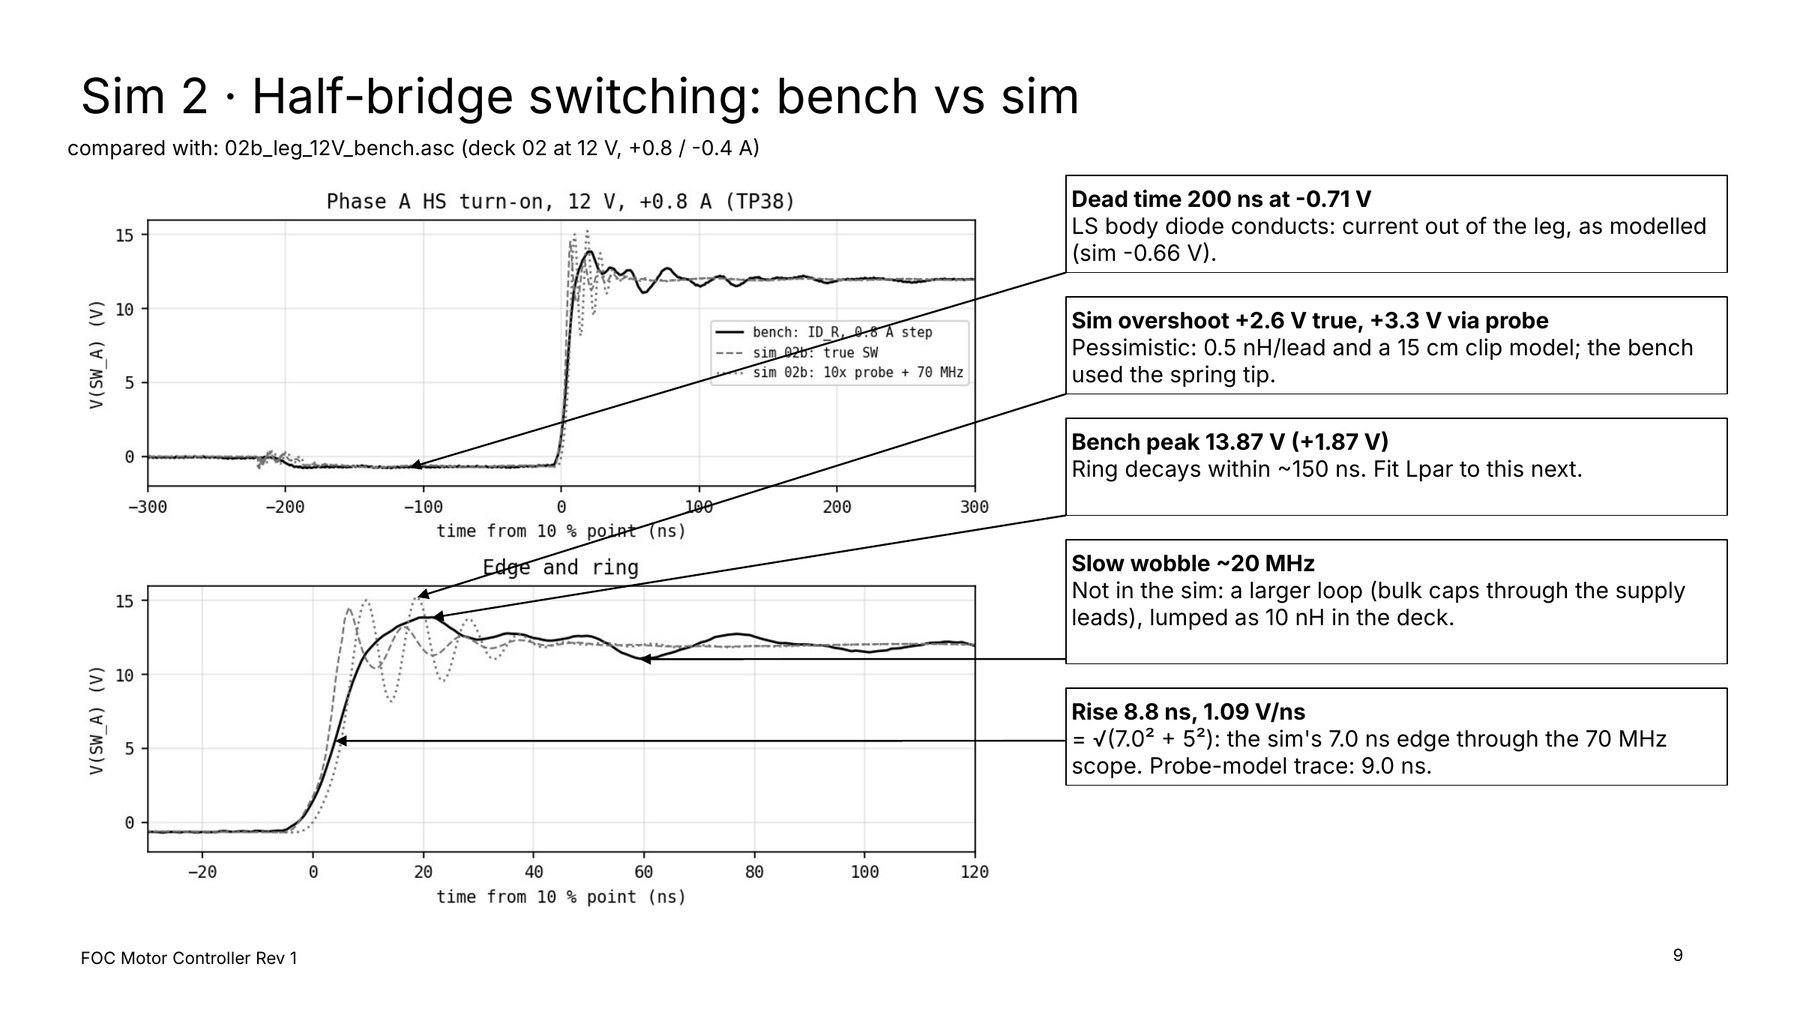 Sim 2 · Half-bridge switching: bench vs sim
compared with: 02b_leg_12V_bench.asc (deck 02 at 12 V, +0.8 / -0.4 A)
Phase A HS turn-on, 12 V, +0.8 A (TP38)
V(SW_A) (V)
15
10
5
0
bench: ID_R, 0.8 A step
sim 02b: true SW
sim 02b: 10x probe + 70 MHz
−300
−200
−100
0
100
200
300
time from 10 % point (ns)
Edge and ring
V(SW_A) (V)
15
10
5
0
−20
0
20
40
60
80
100
120
time from 10 % point (ns)
Dead time 200 ns at -0.71 V
LS body diode conducts: current out of the leg, as modelled
(sim -0.66 V).
Sim overshoot +2.6 V true, +3.3 V via probe
Pessimistic: 0.5 nH/lead and a 15 cm clip model; the bench
used the spring tip.
Bench peak 13.87 V (+1.87 V)
Ring decays within ~150 ns. Fit Lpar to this next.
Slow wobble ~20 MHz
Not in the sim: a larger loop (bulk caps through the supply
leads), lumped as 10 nH in the deck.
Rise 8.8 ns, 1.09 V/ns
= √(7.0² + 5²): the sim's 7.0 ns edge through the 70 MHz
scope. Probe-model trace: 9.0 ns.
FOC Motor Controller Rev 1
9